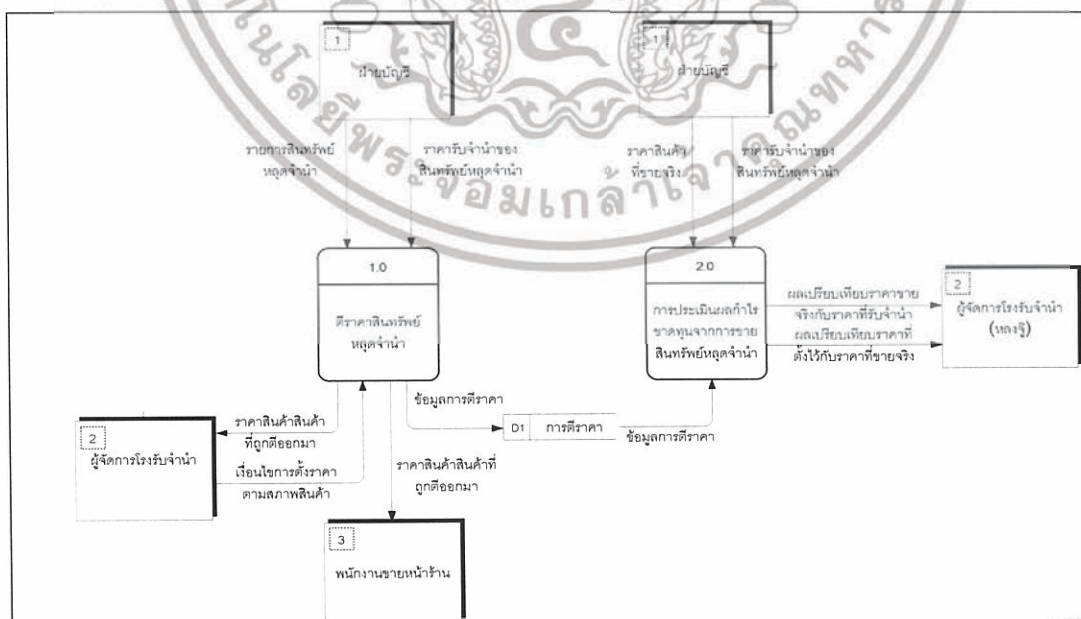 1
ฝ่ายบัญชี
1
ฝ่ายบัญชี
รายการสินทรัพย์
หลุดจำนำ
ราคารับจำนำของ
สินทรัพย์หลุดจำนำ
ราคาสินค้า
ที่ขายจริง
ราคารับจำนำของ
สินทรัพย์หลุดจำนำ
พระจอมเกล้าเจ้าคุณทหาร
1.0
ตีราคาสินทรัพย์
หลุดจำนำ
2.0
การประเมินผลกำไร
ขาดทุนจากการขาย
สินทรัพย์หลุดจำนำ
ผลเปรียบเทียบราคาขาย
จริงกับราคาที่รับจำนำ
ผลเปรียบเทียบราคาที่
ตั้งไว้กับราคาที่ขายจริง
2
ผู้จัดการโรงรับจำนำ
(หลงจู๊)
2
ผู้จัดการโรงรับจำนำ
ราคาสินค้าสินค้า
ที่ถูกตีออกมา
เงื่อนไขการตั้งราคา
ตามสภาพสินค้า
ข้อมูลการตีราคา
D1 การตีราคา
ข้อมูลการตีราคา
ราคาสินค้าสินค้าที่
ถูกตีออกมา
3
พนักงานขายหน้าร้าน